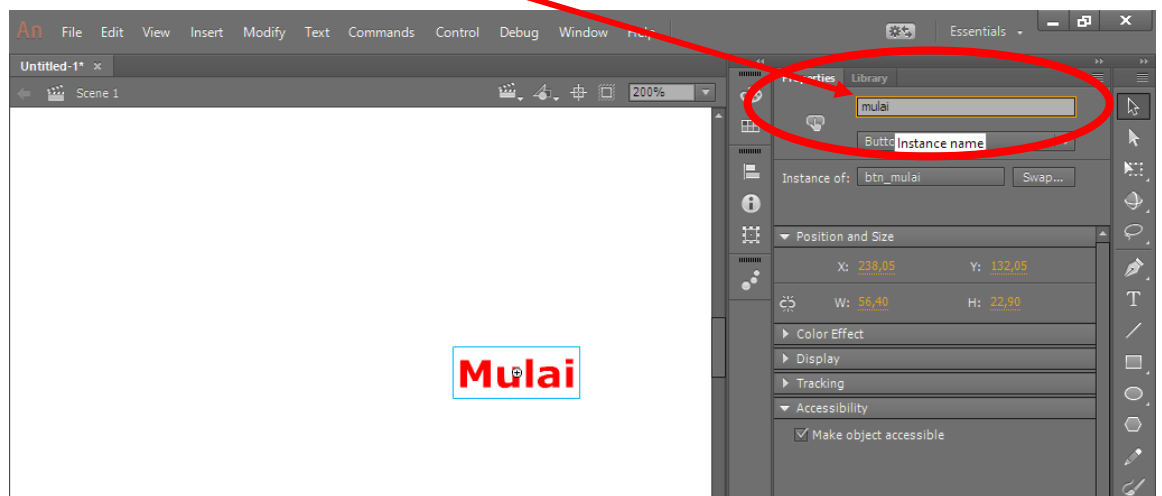 An File Edit View Insert Modify Text Commands Control Debug Window Help Essentials
Untitled-1* ×
Scene 1 200%
Properties Library
mulai
Instance name
Instance of: btn_mulai Swap...
Position and Size
X: 238,05 Y: 132,05
W: 56,40 H: 22,90
Color Effect
Display
Tracking
Accessibility
Make object accessible
Mulai